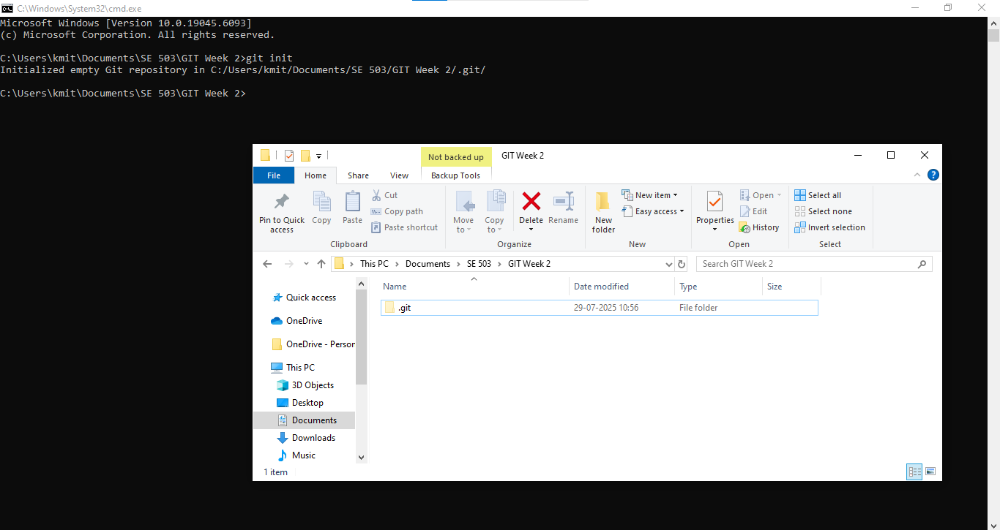 C:\Windows\System32\cmd.exe
Microsoft Windows [Version 10.0.19045.6093]
(c) Microsoft Corporation. All rights reserved.
C:\Users\kmit\Documents\SE 503\GIT Week 2>git init
Initialized empty Git repository in C:/Users/kmit/Documents/SE 503/GIT Week 2/.git/
C:\Users\kmit\Documents\SE 503\GIT Week 2>
Not backed up GIT Week 2
File Home Share View Backup Tools
Pin to Quick access
Copy
Paste
Cut
Copy path
Paste shortcut
Clipboard
Move to
Copy to
Delete
Rename
Organize
New folder
New item
Easy access
New
Properties
Open
Edit
History
Open
Select all
Select none
Invert selection
Select
This PC > Documents > SE 503 > GIT Week 2
Search GIT Week 2
Name Date modified Type Size
.git 29-07-2025 10:56 File folder
Quick access
OneDrive
OneDrive - Person
This PC
3D Objects
Desktop
Documents
Downloads
Music
1 item